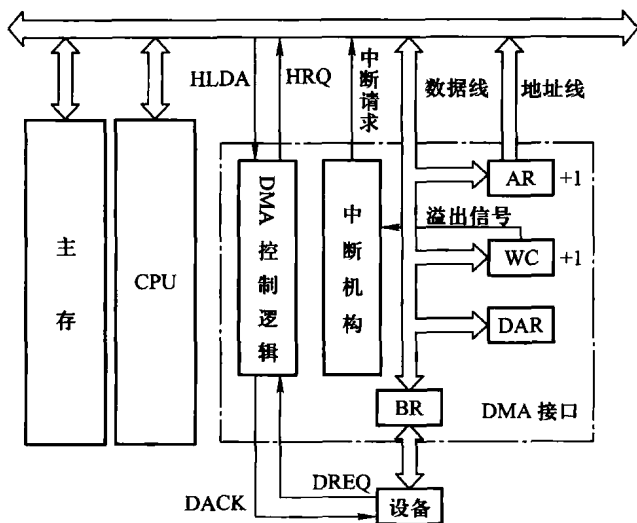 HLDA
HRQ
中断请求
数据线
地址线
主存
CPU
DMA控制逻辑
中断机构
AR
+1
溢出信号
WC
+1
DAR
BR
DMA 接口
DREQ
DACK
设备